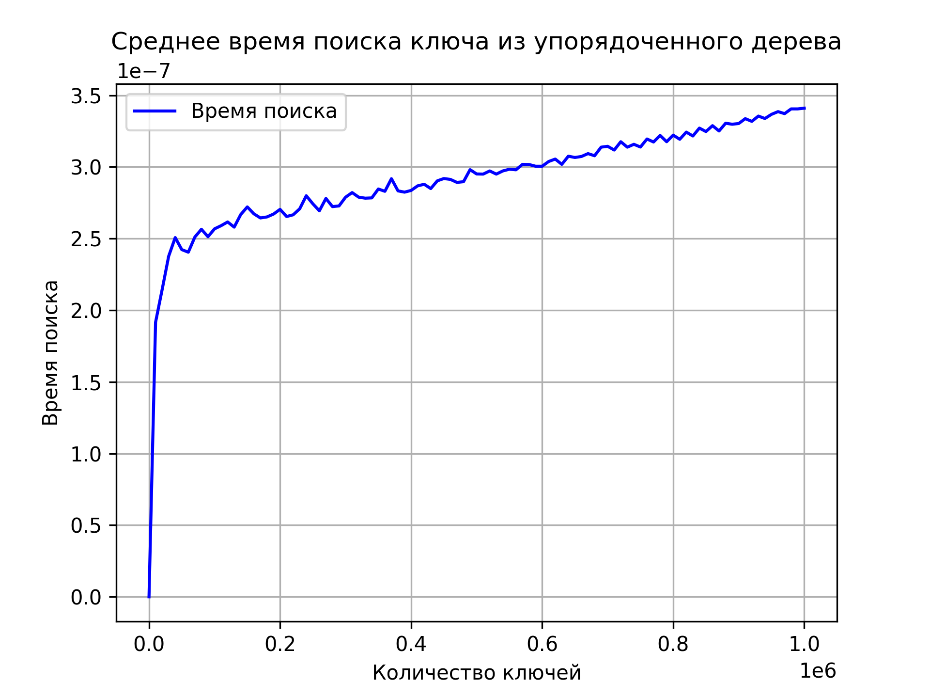 Среднее время поиска ключа из упорядоченного дерева
1e−7
Время поиска
3.5
3.0
2.5
2.0
1.5
1.0
0.5
0.0
Время поиска
0.0 0.2 0.4 0.6 0.8 1.0
1e6
Количество ключей